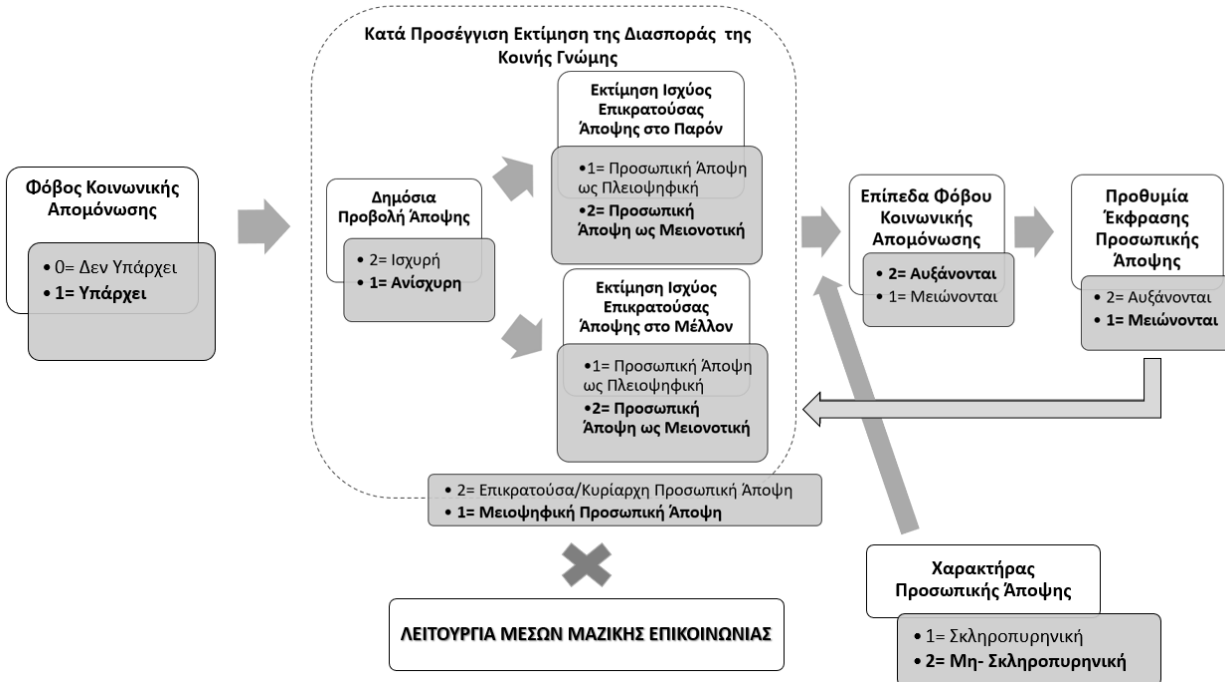 Κατά Προσέγγιση Εκτίμηση της Διασποράς της
Κοινής Γνώμης
Φόβος Κοινωνικής
Απομόνωσης
• 0= Δεν Υπάρχει
• 1= Υπάρχει
Δημόσια
Προβολή Άποψης
• 2= Ισχυρή
• 1= Ανίσχυρη
Εκτίμηση Ισχύος
Επικρατούσας
Άποψης στο Παρόν
•1= Προσωπική Άποψη
ως Πλειοψηφική
•2= Προσωπική
Άποψη ως Μειονοτική
Εκτίμηση Ισχύος
Επικρατούσας
Άποψης στο Μέλλον
•1= Προσωπική Άποψη
ως Πλειοψηφική
•2= Προσωπική
Άποψη ως Μειονοτική
• 2= Επικρατούσα/Κυρίαρχη Προσωπική Άποψη
• 1= Μειοψηφική Προσωπική Άποψη
Επίπεδα Φόβου
Κοινωνικής
Απομόνωσης
• 2= Αυξάνονται
• 1= Μειώνονται
Προθυμία
Έκφρασης
Προσωπικής
Άποψης
• 2= Αυξάνονται
• 1= Μειώνονται
ΛΕΙΤΟΥΡΓΙΑ ΜΕΣΩΝ ΜΑΖΙΚΗΣ ΕΠΙΚΟΙΝΩΝΙΑΣ
Χαρακτήρας
Προσωπικής Άποψης
• 1= Σκληροπυρηνική
• 2= Μη- Σκληροπυρηνική